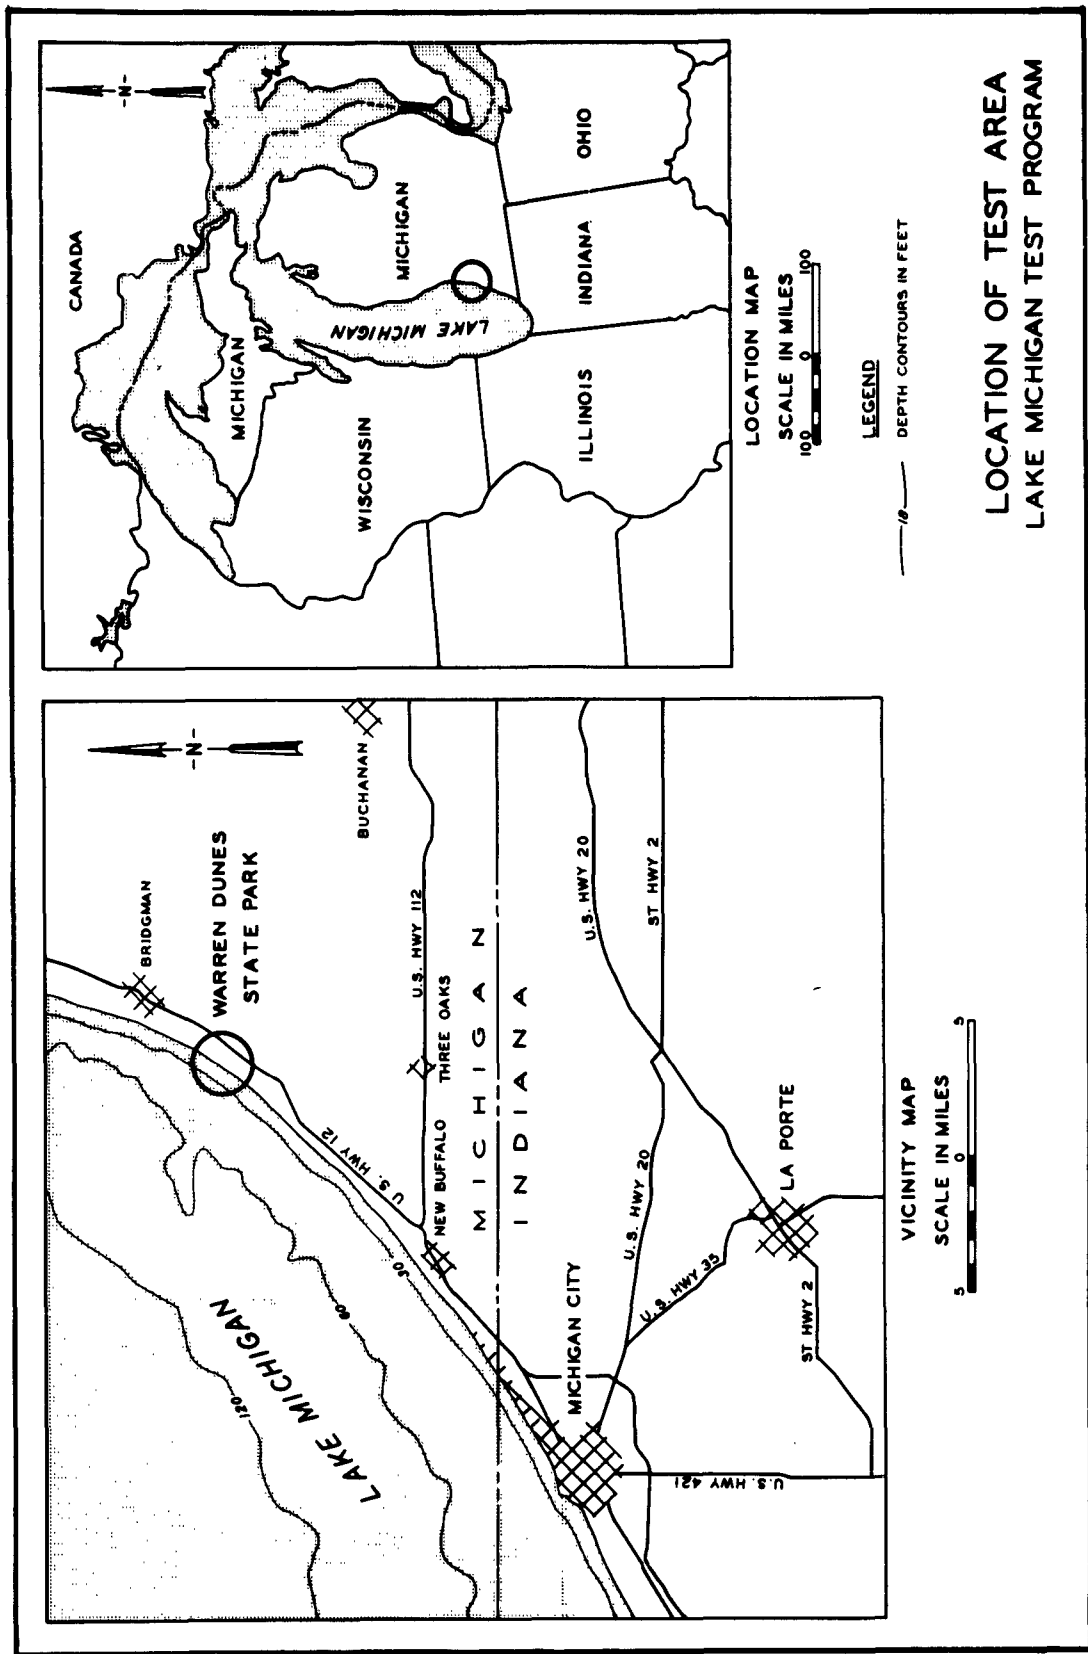 LAKE MICHIGAN
120
60
30
BRIDGMAN
WARREN DUNES
STATE PARK
-N-
BUCHANAN
U.S. HWY 12
NEW BUFFALO
THREE OAKS
U.S. HWY 112
MICHIGAN
INDIANA
MICHIGAN CITY
U.S. HWY 20
U.S. HWY 20
ST HWY 2
U.S. HWY 35
LA PORTE
ST HWY 2
U.S. HWY 421
VICINITY MAP
SCALE IN MILES
5 0 5
CANADA
-N-
MICHIGAN
WISCONSIN
LAKE MICHIGAN
MICHIGAN
ILLINOIS
INDIANA
OHIO
LOCATION MAP
SCALE IN MILES
100 0 100
LEGEND
18 DEPTH CONTOURS IN FEET
LOCATION OF TEST AREA
LAKE MICHIGAN TEST PROGRAM